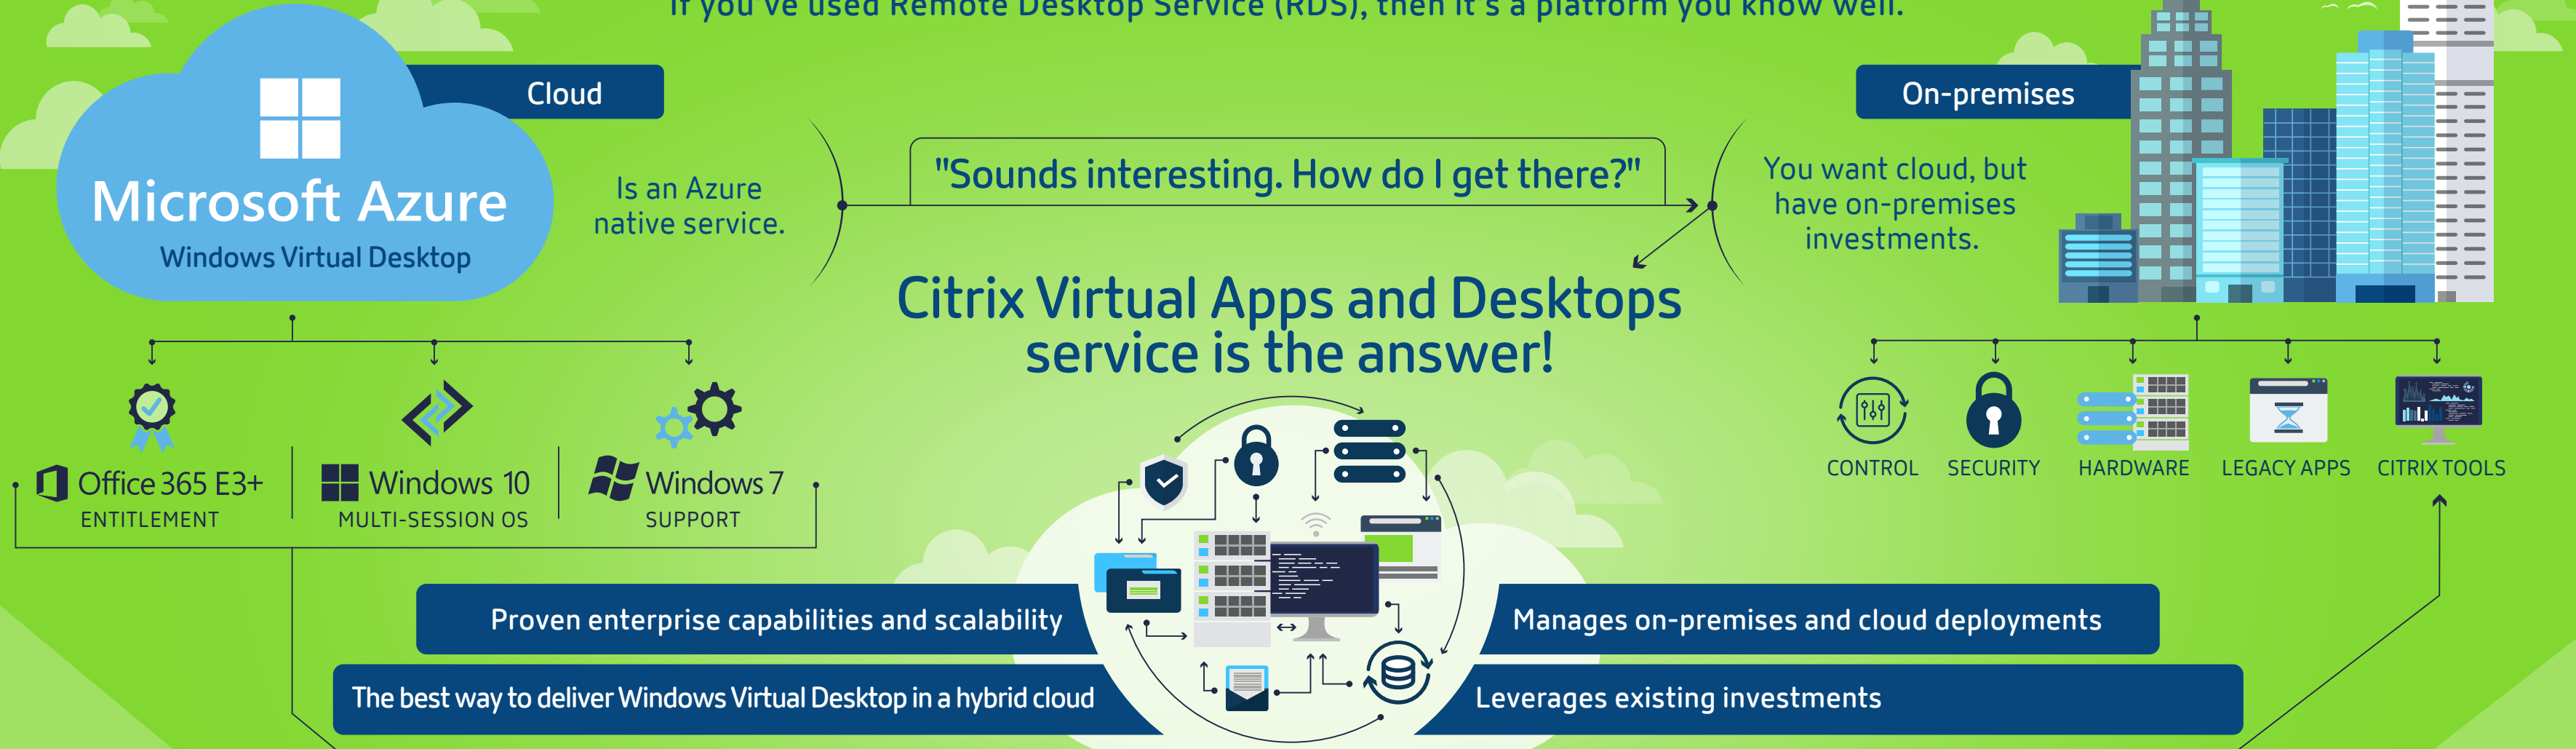 If you've used Remote Desktop Service (RDS), then it's a platform you know well.
Cloud
On-premises
Microsoft Azure
Windows Virtual Desktop
Is an Azure
native service.
"Sounds interesting. How do I get there?"
You want cloud, but
have on-premises
investments.
Citrix Virtual Apps and Desktops
service is the answer!
Office 365 E3+
ENTITLEMENT
Windows 10
MULTI-SESSION OS
Windows 7
SUPPORT
CONTROL
SECURITY
HARDWARE
LEGACY APPS
CITRIX TOOLS
Proven enterprise capabilities and scalability
Manages on-premises and cloud deployments
The best way to deliver Windows Virtual Desktop in a hybrid cloud
Leverages existing investments